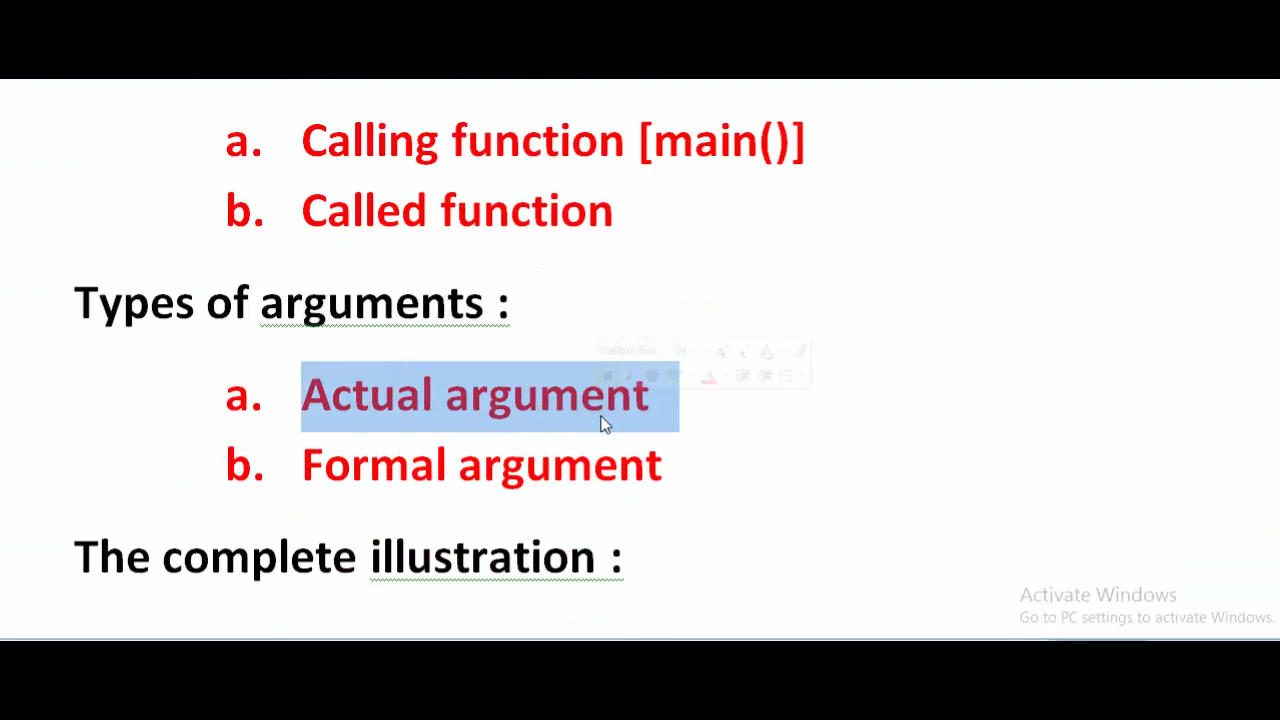 a. Calling function [main()]
b. Called function
Types of arguments :
a. Actual argument
b. Formal argument
The complete illustration :
Activate Windows
Go to PC settings to activate Windows.